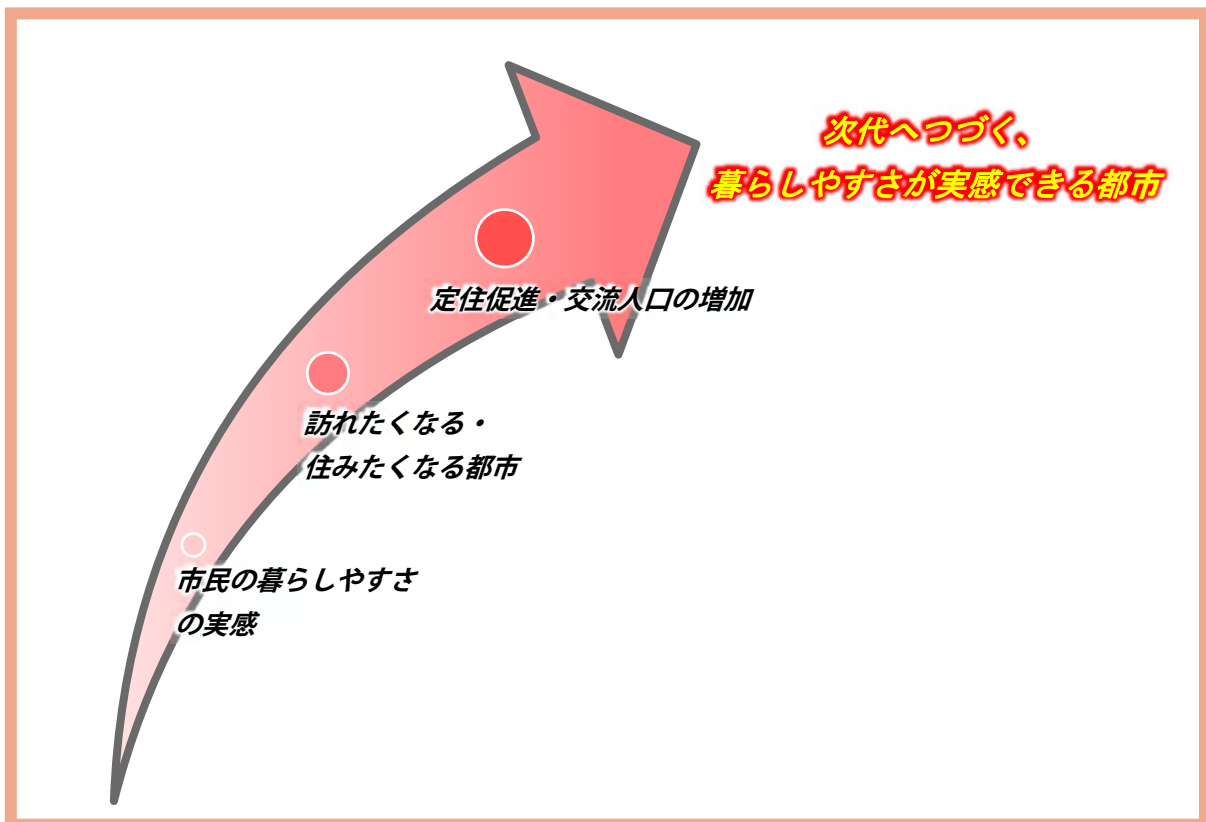 次代へつづく、
暮らしやすさが実感できる都市
定住促進・交流人口の増加
訪れたくなる・
住みたくなる都市
市民の暮らしやすさ
の実感